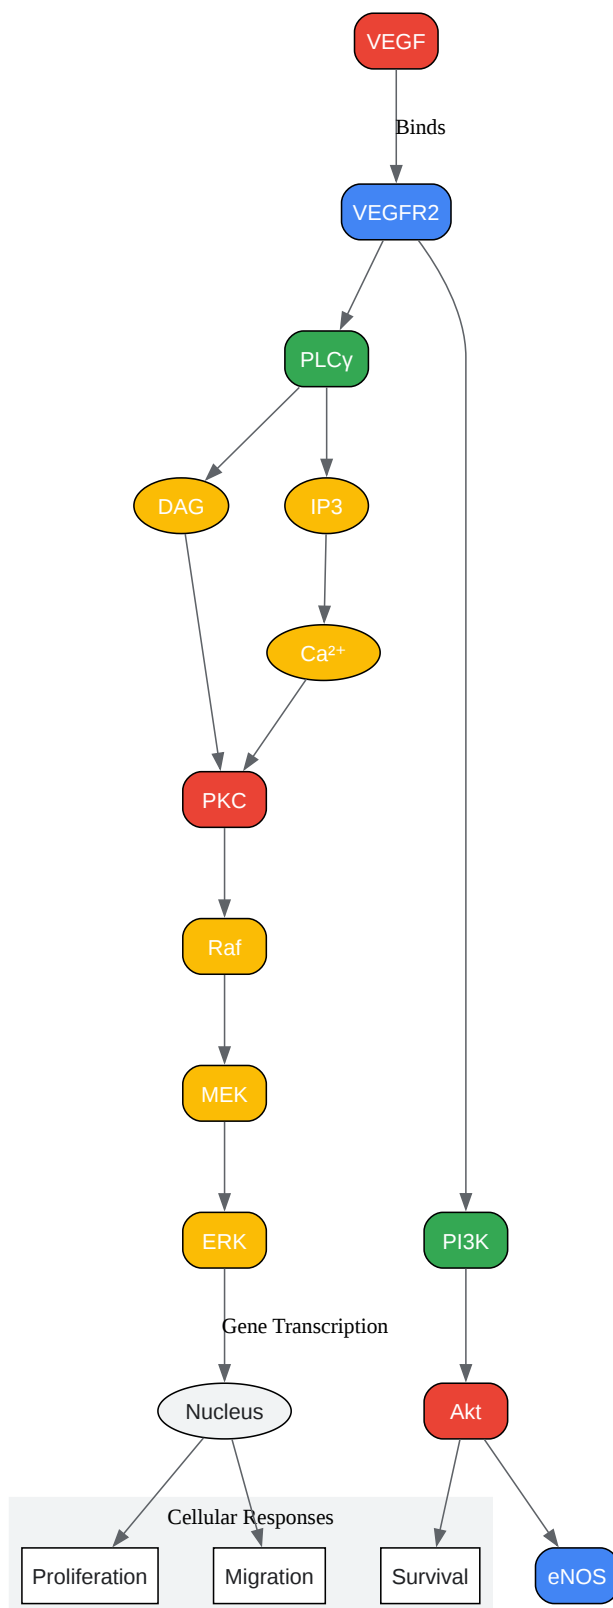 VEGF
Binds
VEGFR2
PLCγ
DAG
IP3
Ca²⁺
PKC
Raf
MEK
ERK
PI3K
Gene Transcription
Nucleus
Akt
Cellular Responses
Proliferation
Migration
Survival
eNOS